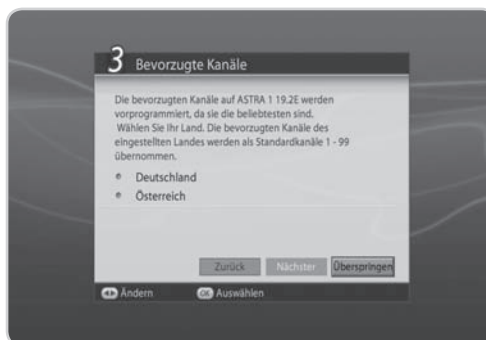 3 Bevorzugte Kanäle
Die bevorzugten Kanäle auf ASTRA 1 19.2E werden
vorprogrammiert, da sie die beliebtesten sind.
Wählen Sie Ihr Land. Die bevorzugten Kanäle des
eingestellten Landes werden als Standardkanäle 1 - 99
übernommen.
Deutschland
Österreich
Zurück Nächster Überspringen
Ändern OK Auswählen